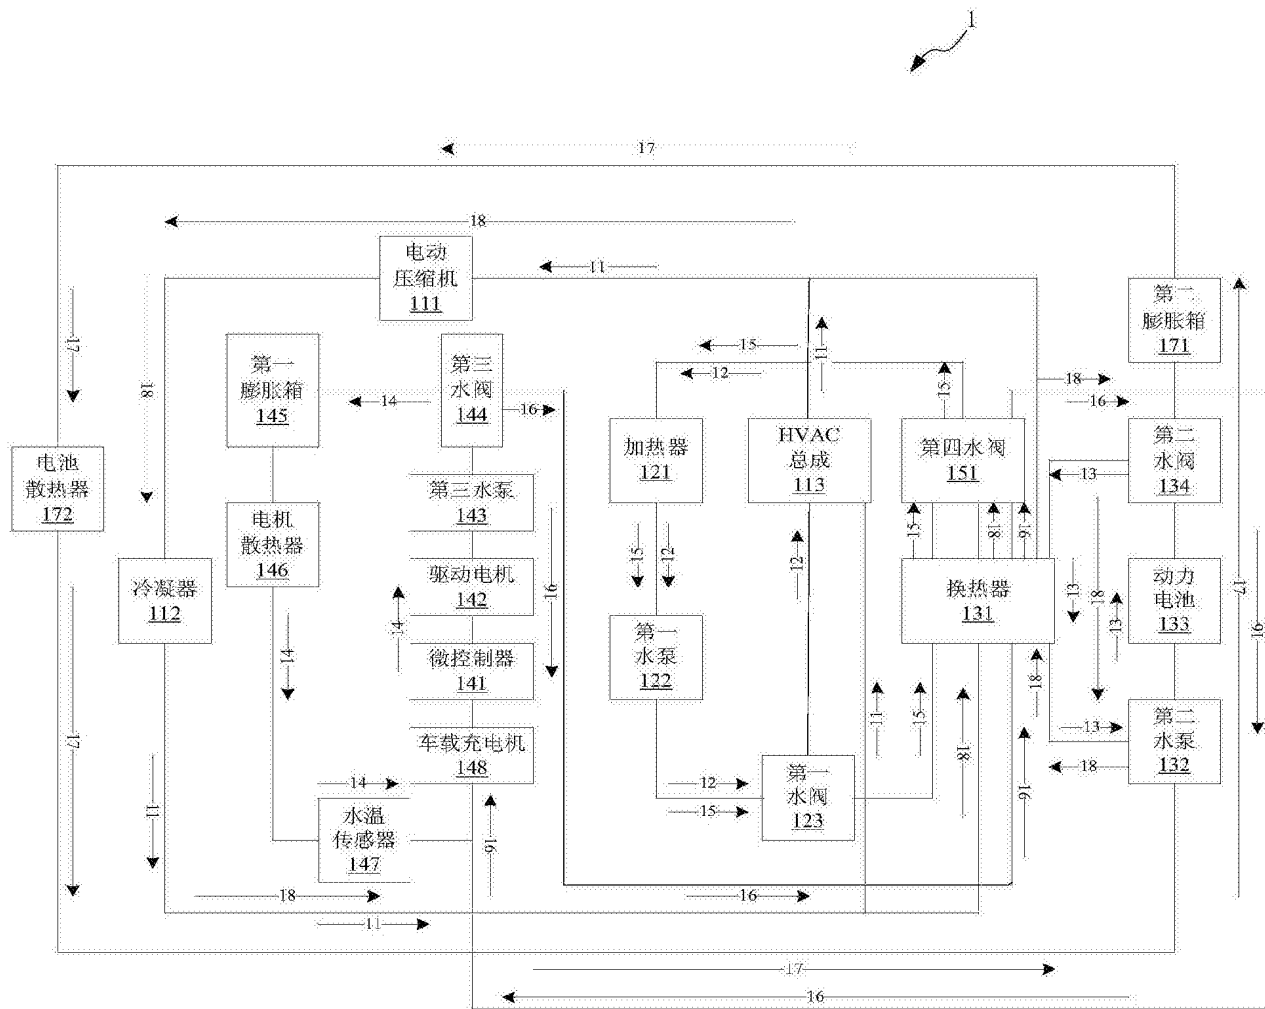 1
17
18
电动
压缩机
111
11
第二
膨胀箱
171
17
18
第一
膨胀箱
145
第三
水阀
144
14
16
15
12
11
15
18
16
电池
散热器
172
加热器
121
HVAC
总成
113
第四水阀
151
第二
水阀
134
13
第三水泵
143
电机
散热器
146
16
15
12
12
15
18
16
冷凝器
112
驱动电机
142
换热器
131
13
18
13
动力
电池
133
17
16
14
14
微控制器
141
第一
水泵
122
18
第二
水泵
132
13
18
17
11
车载充电机
148
14
12
15
第一
水阀
123
11
15
18
16
水温
传感器
147
16
18
16
11
17
16